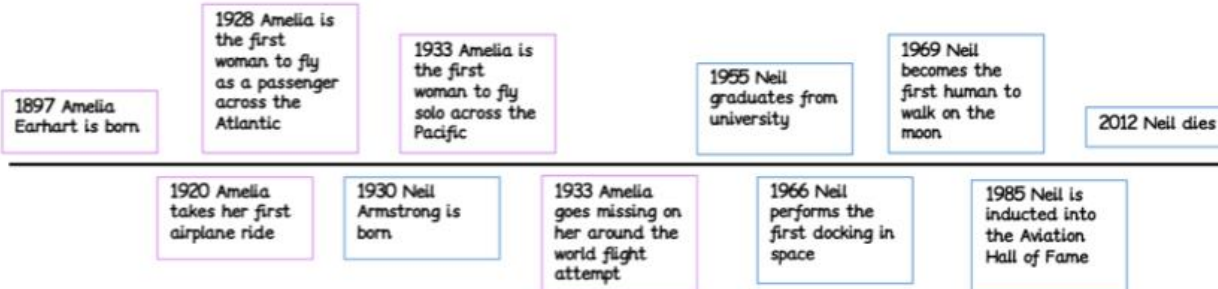 1897 Amelia
Earhart is born
1920 Amelia
takes her first
airplane ride
1928 Amelia is
the first
woman to fly
as a passenger
across the
Atlantic
1930 Neil
Armstrong is
born
1933 Amelia is
the first
woman to fly
solo across the
Pacific
1933 Amelia
goes missing on
her around the
world flight
attempt
1955 Neil
graduates from
university
1966 Neil
performs the
first docking in
space
1969 Neil
becomes the
first human to
walk on the
moon
1985 Neil is
inducted into
the Aviation
Hall of Fame
2012 Neil dies